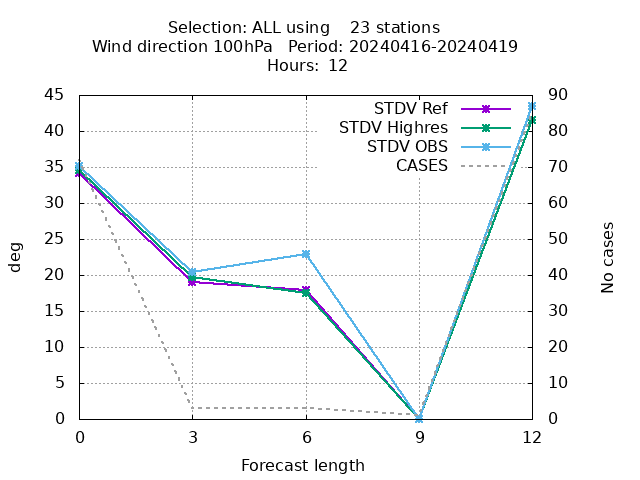 Selection: ALL using 23 stations
Wind direction 100hPa Period: 20240416-20240419
Hours: 12
45 90
STDV Ref
40 80
STDV Highres
STDV OBS
35 70
CASES
30 60
25 50
deg
No cases
20 40
15 30
10 20
5 10
0 0
0 3 6 9 12
Forecast length